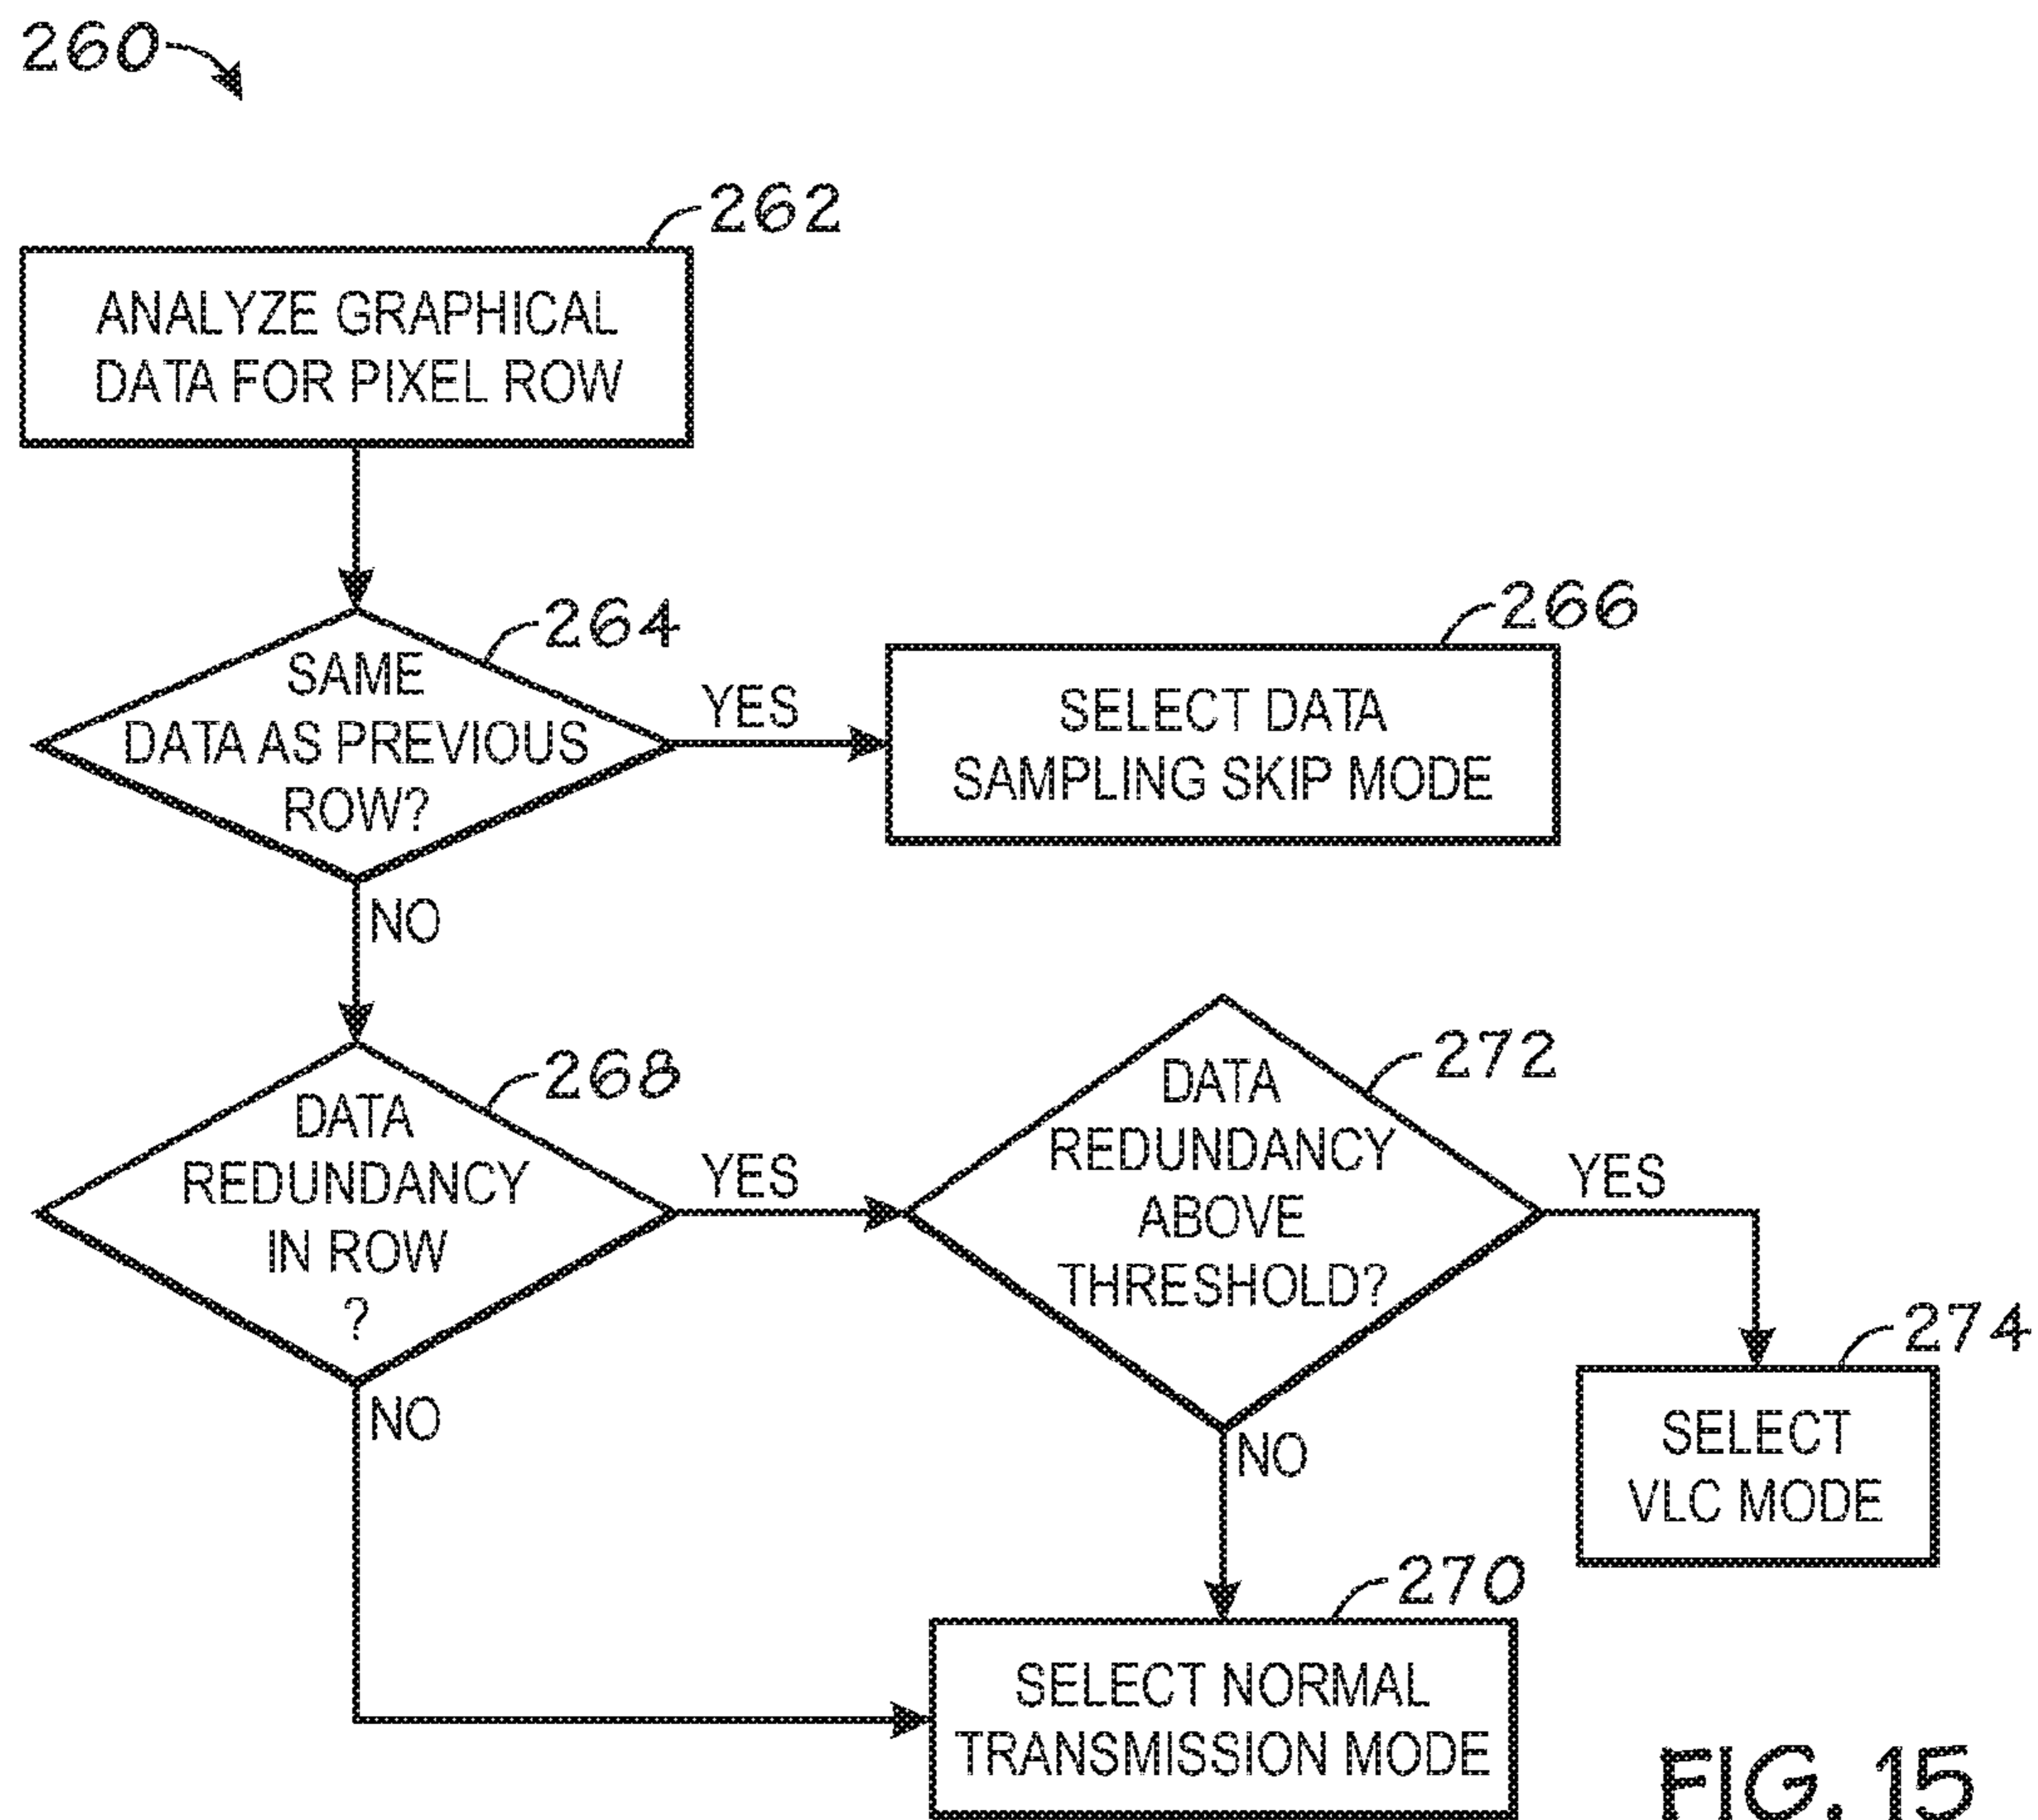 260
262
ANALYZE GRAPHICAL
DATA FOR PIXEL ROW
264
SAME
DATA AS PREVIOUS
ROW?
YES
266
SELECT DATA
SAMPLING SKIP MODE
NO
268
DATA
REDUNDANCY
IN ROW
?
YES
272
DATA
REDUNDANCY
ABOVE
THRESHOLD?
YES
274
SELECT
VLC MODE
NO
NO
270
SELECT NORMAL
TRANSMISSION MODE
FIG. 15